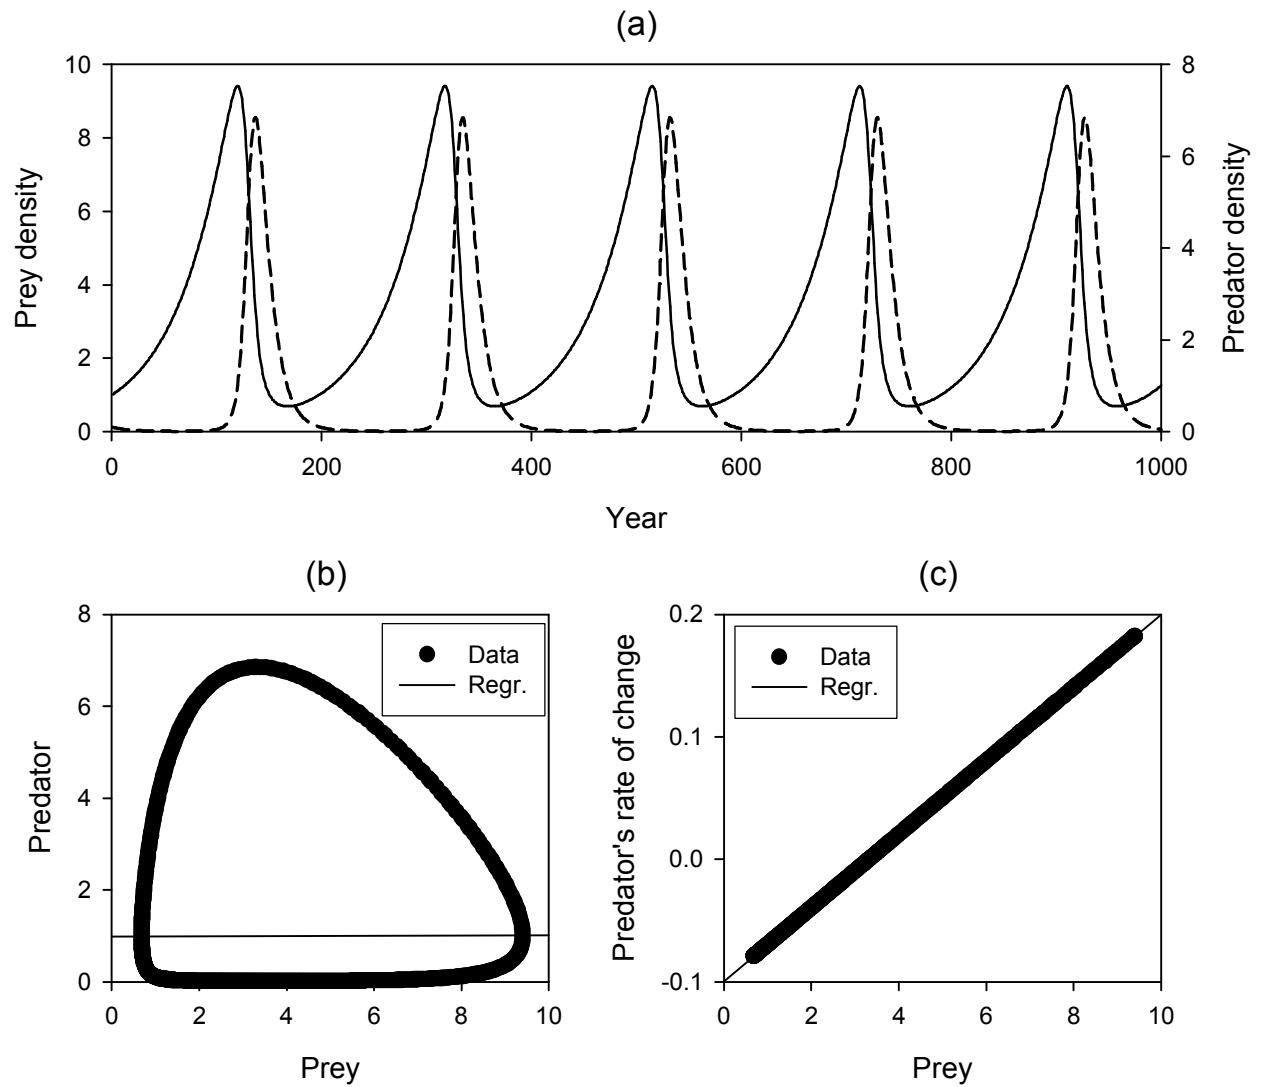 (a)
Prey density
10
8
6
4
2
0
8
6
4
2
0
Predator density
0 200 400 600 800 1000
Year
(b)
Predator
8
6
4
2
0
Data
Regr.
0 2 4 6 8 10
Prey
(c)
Predator's rate of change
0.2
0.1
0.0
-0.1
Data
Regr.
0 2 4 6 8 10
Prey